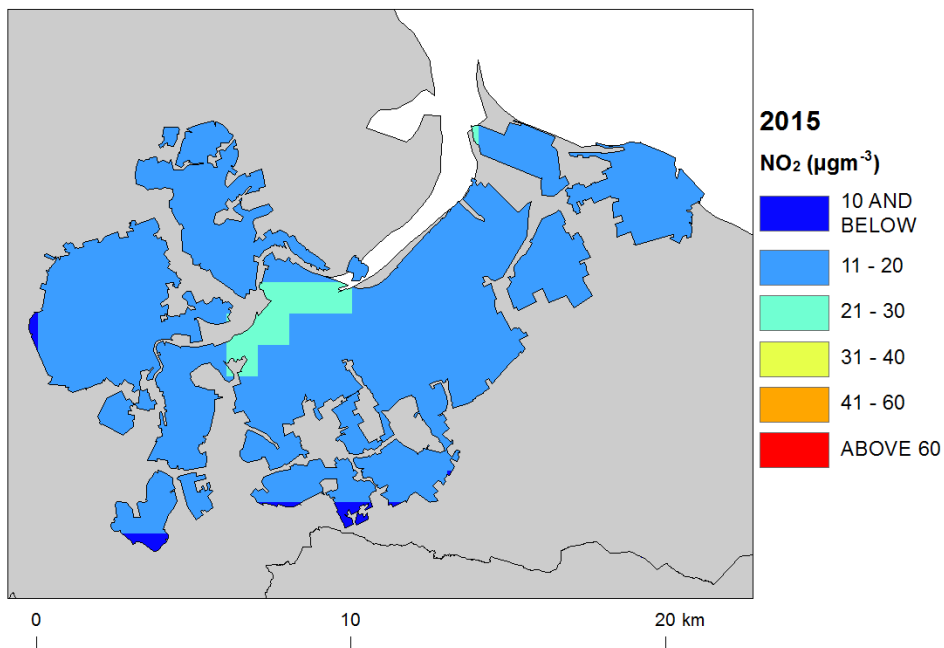 2015
NO₂ (µgm⁻³)
10 AND
BELOW
11 - 20
21 - 30
31 - 40
41 - 60
ABOVE 60
0
10
20 km